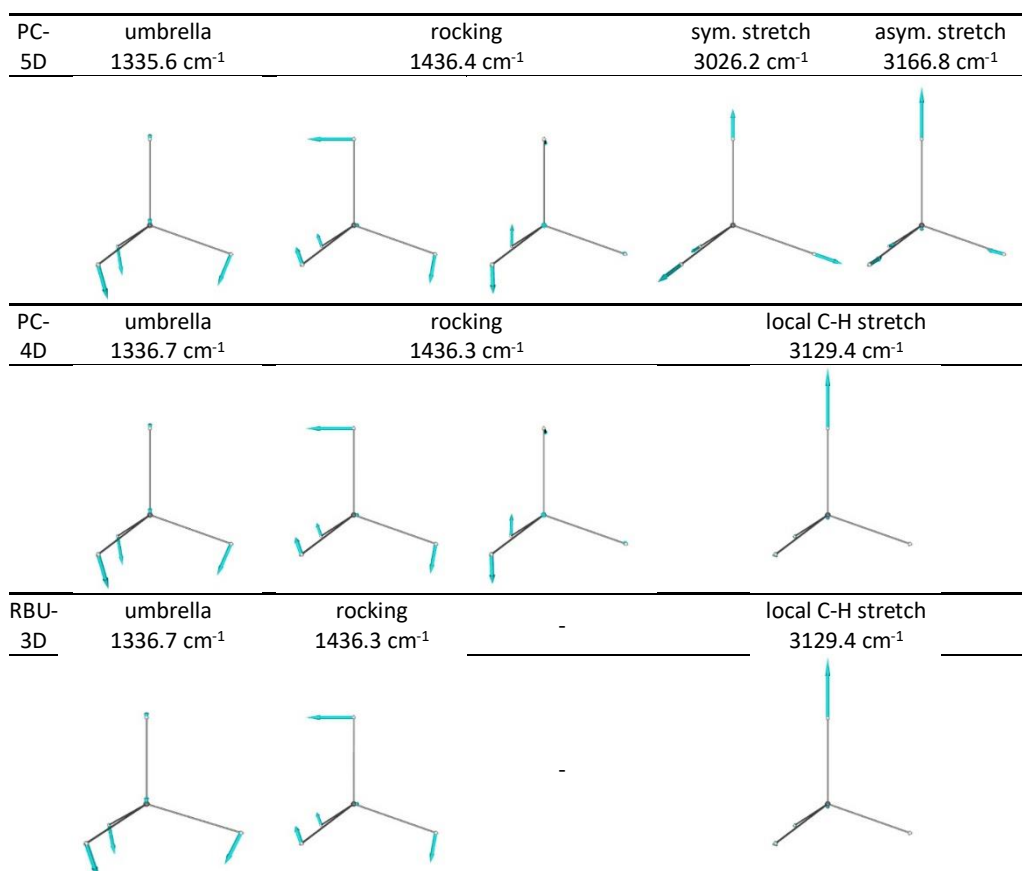 PC- umbrella rocking sym. stretch asym. stretch
5D 1335.6 cm⁻¹ 1436.4 cm⁻¹ 3026.2 cm⁻¹ 3166.8 cm⁻¹
PC- umbrella rocking local C-H stretch
4D 1336.7 cm⁻¹ 1436.3 cm⁻¹ 3129.4 cm⁻¹
RBU- umbrella rocking - local C-H stretch
3D 1336.7 cm⁻¹ 1436.3 cm⁻¹ 3129.4 cm⁻¹
-